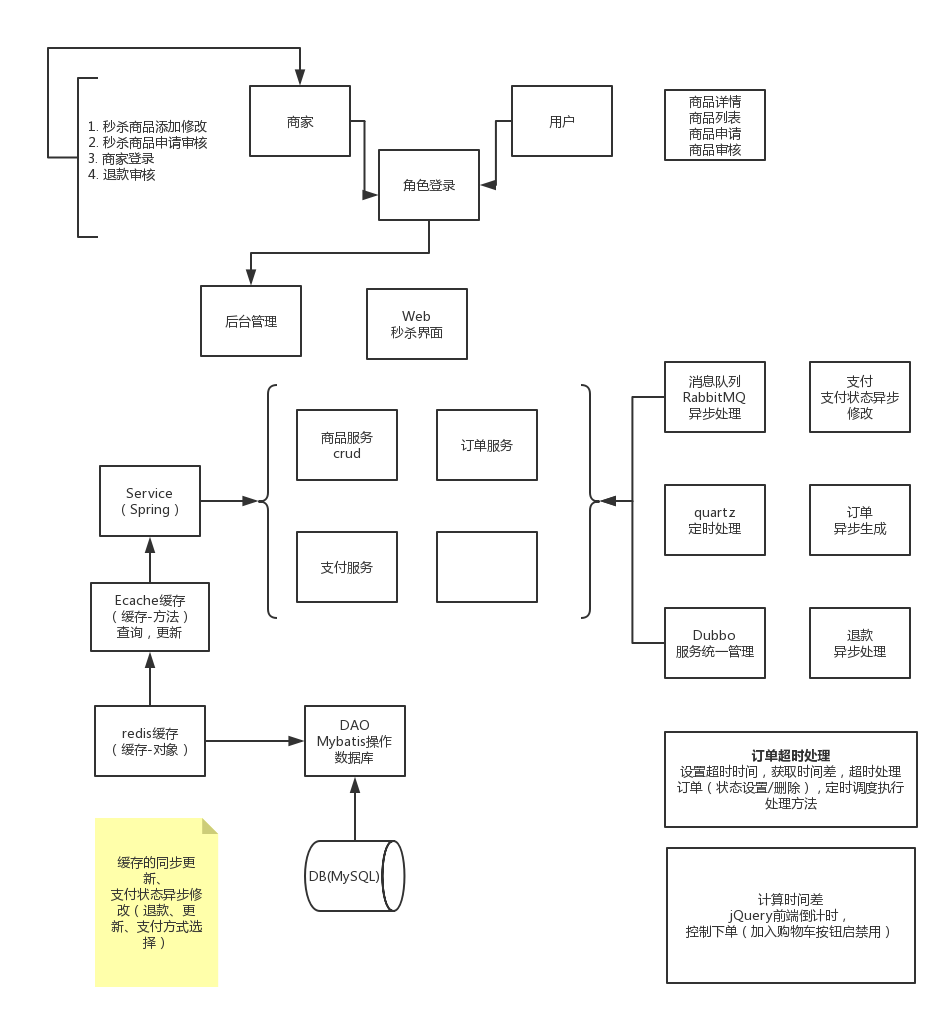 1. 秒杀商品添加修改
2. 秒杀商品申请审核
3. 商家登录
4. 退款审核
商家
用户
商品详情
商品列表
商品申请
商品审核
角色登录
后台管理
Web
秒杀界面
消息队列
RabbitMQ
异步处理
支付
支付状态异步
修改
商品服务
crud
订单服务
Service
（Spring）
quartz
定时处理
订单
异步生成
支付服务
Ecache缓存
（缓存-方法）
查询，更新
Dubbo
服务统一管理
退款
异步处理
redis缓存
（缓存-对象）
DAO
Mybatis操作
数据库
订单超时处理
设置超时时间，获取时间差，超时处理
订单（状态设置/删除），定时调度执行
处理方法
缓存的同步更
新、
支付状态异步修
改（退款、更
新、支付方式选
择）
DB(MySQL)
计算时间差
jQuery前端倒计时，
控制下单（加入购物车按钮启禁用）